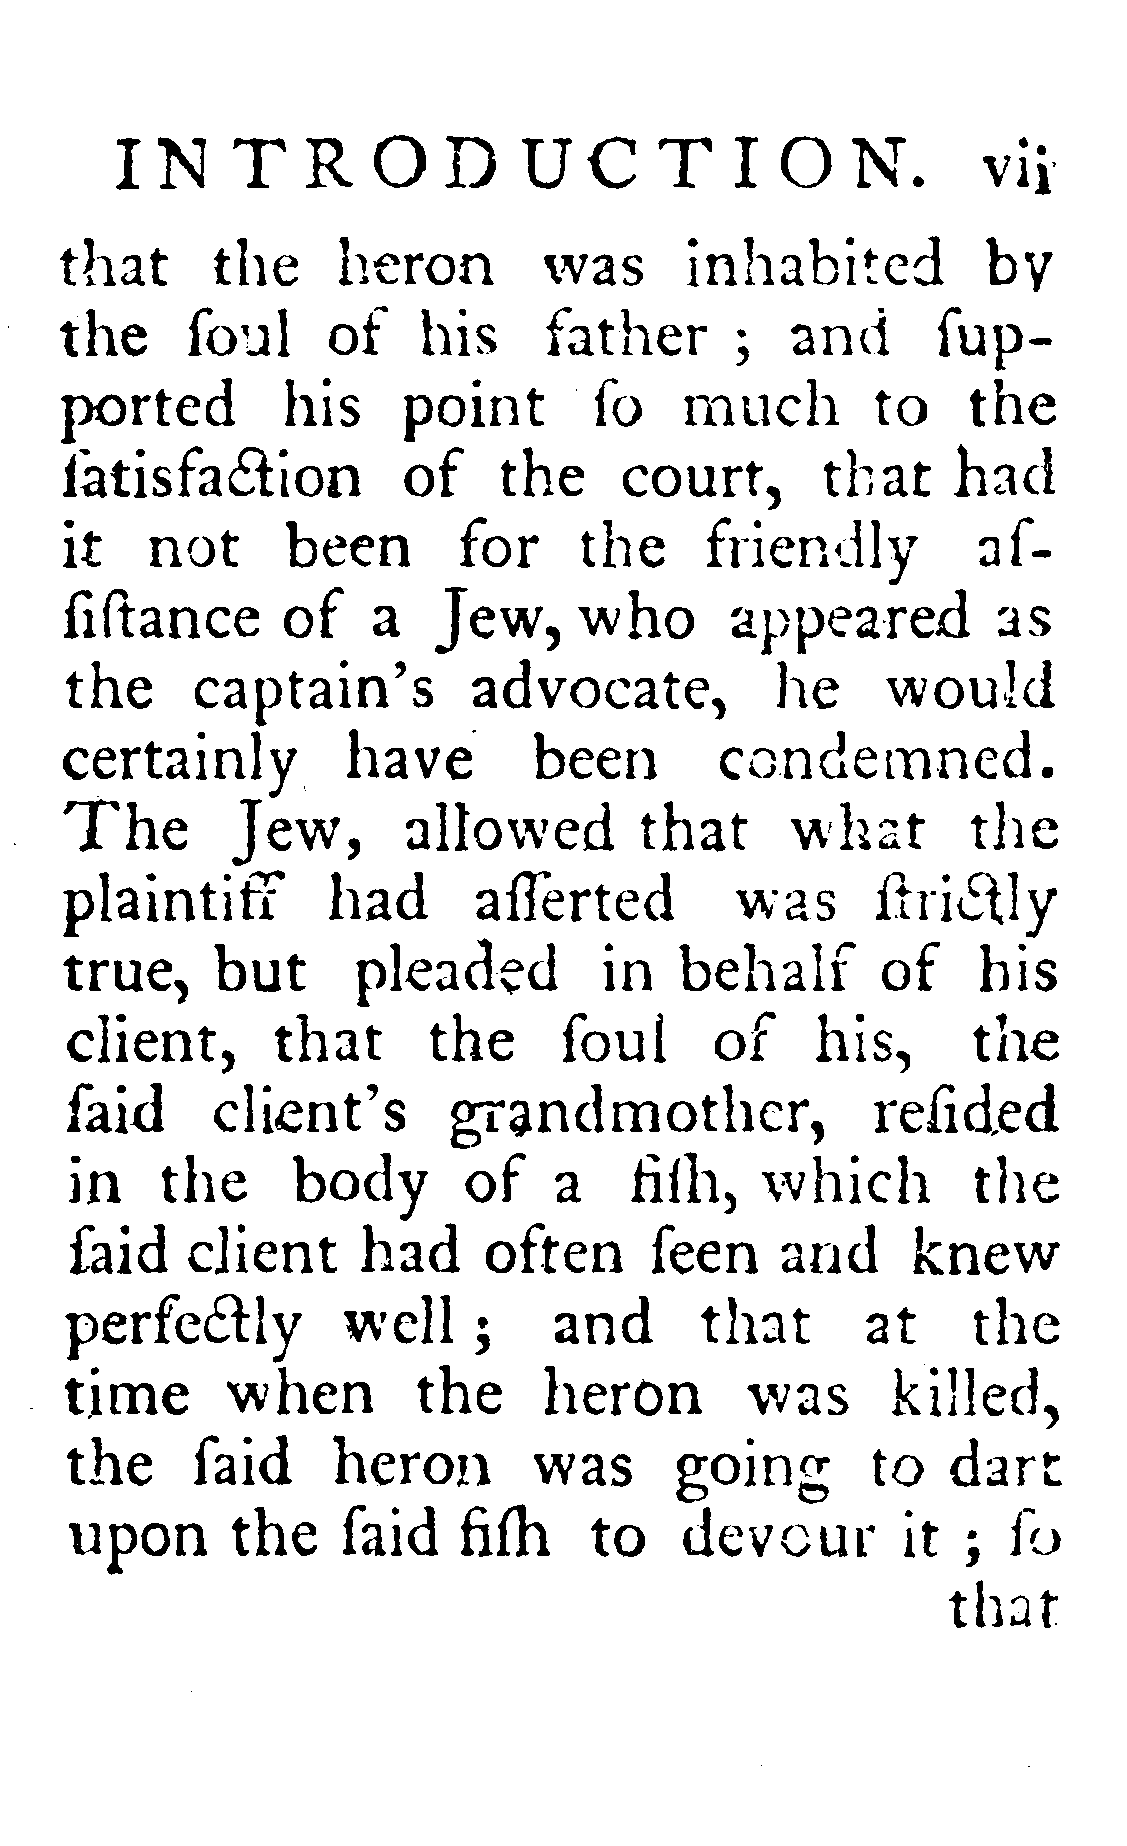 INTRODUCTION. vii
that the heron was inhabited by
the ſoul of his father ; and ſup-
ported his point ſo much to the
ſatisfaction of the court, that had
it not been for the friendly aſ-
ſiſtance of a Jew, who appeared as
the captain's advocate, he would
certainly have been condemned.
The Jew, allowed that what the
plaintiff had aſſerted was ſtrictly
true, but pleaded in behalf of his
client, that the ſoul of his, the
ſaid client's grandmother, reſided
in the body of a fiſh, which the
ſaid client had often ſeen and knew
perfectly well ; and that at the
time when the heron was killed,
the ſaid heron was going to dart
upon the ſaid fiſh to devour it ; ſo
that